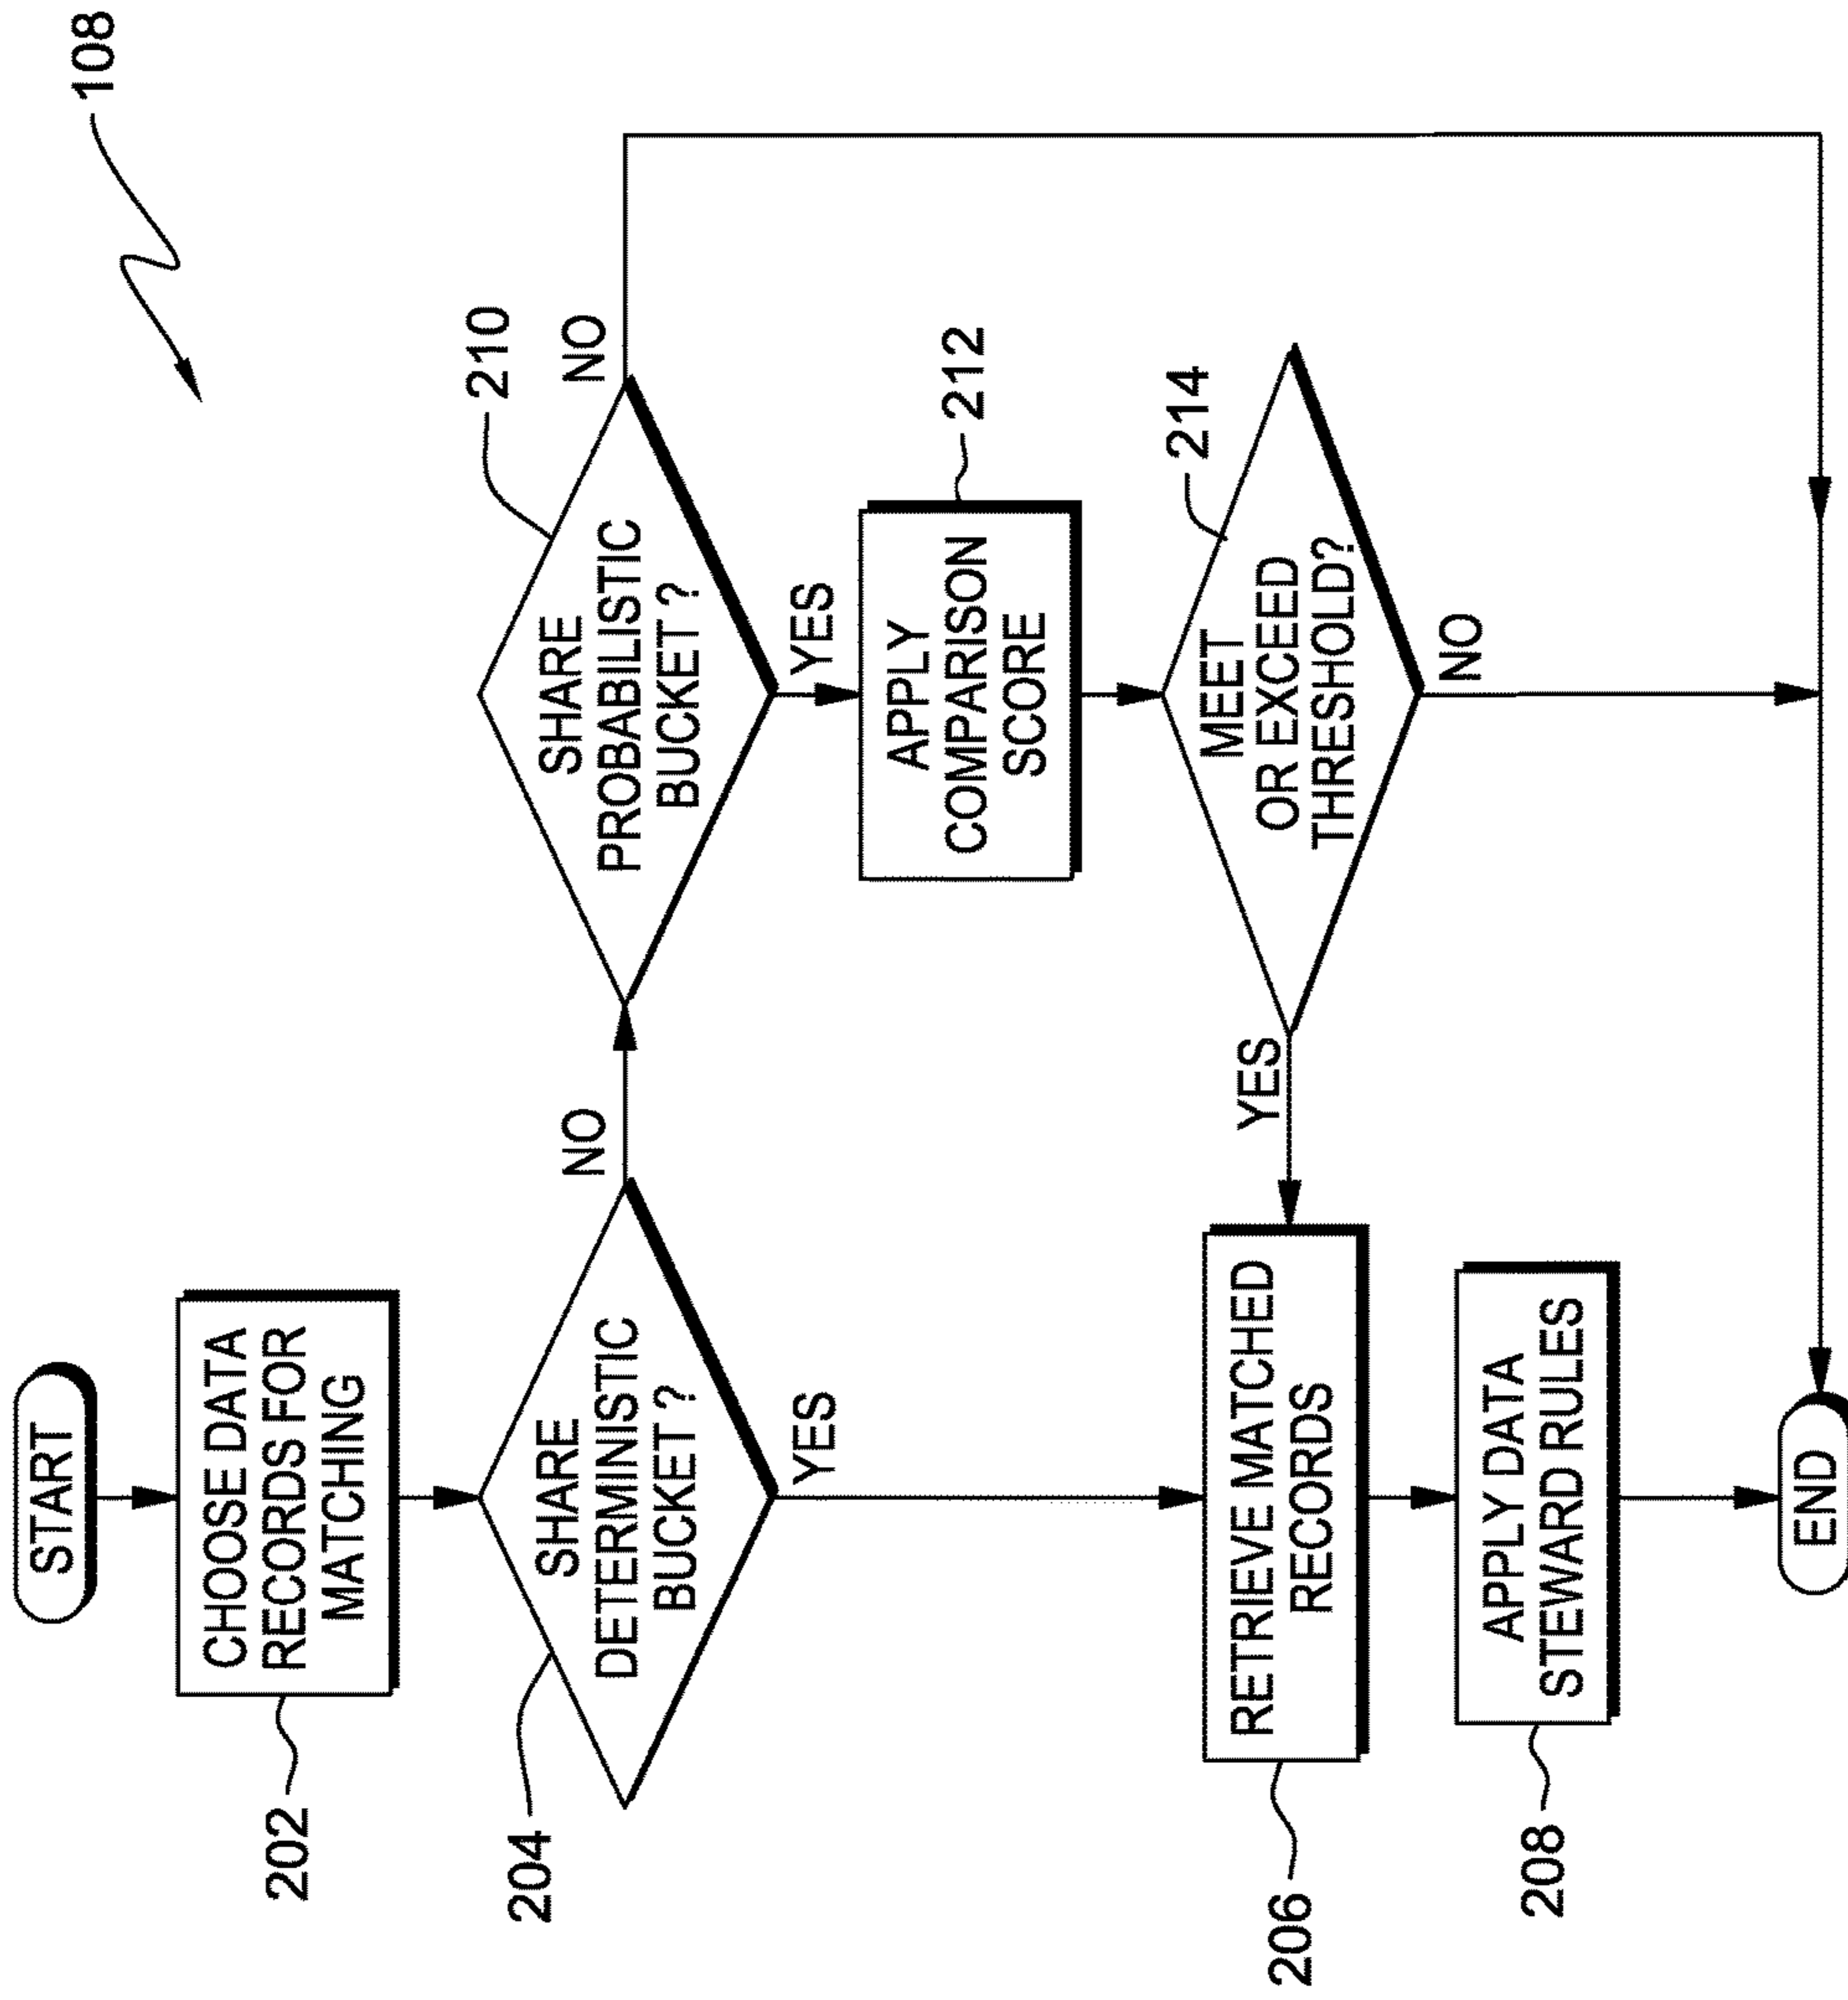 108
START
CHOOSE DATA
RECORDS FOR
MATCHING
202
SHARE
DETERMINISTIC
BUCKET ?
204
NO
YES
SHARE
PROBABILISTIC
BUCKET ?
210
NO
YES
APPLY
COMPARISON
SCORE
212
MEET
OR EXCEED
THRESHOLD?
214
YES
NO
RETRIEVE MATCHED
RECORDS
206
APPLY DATA
STEWARD RULES
208
END